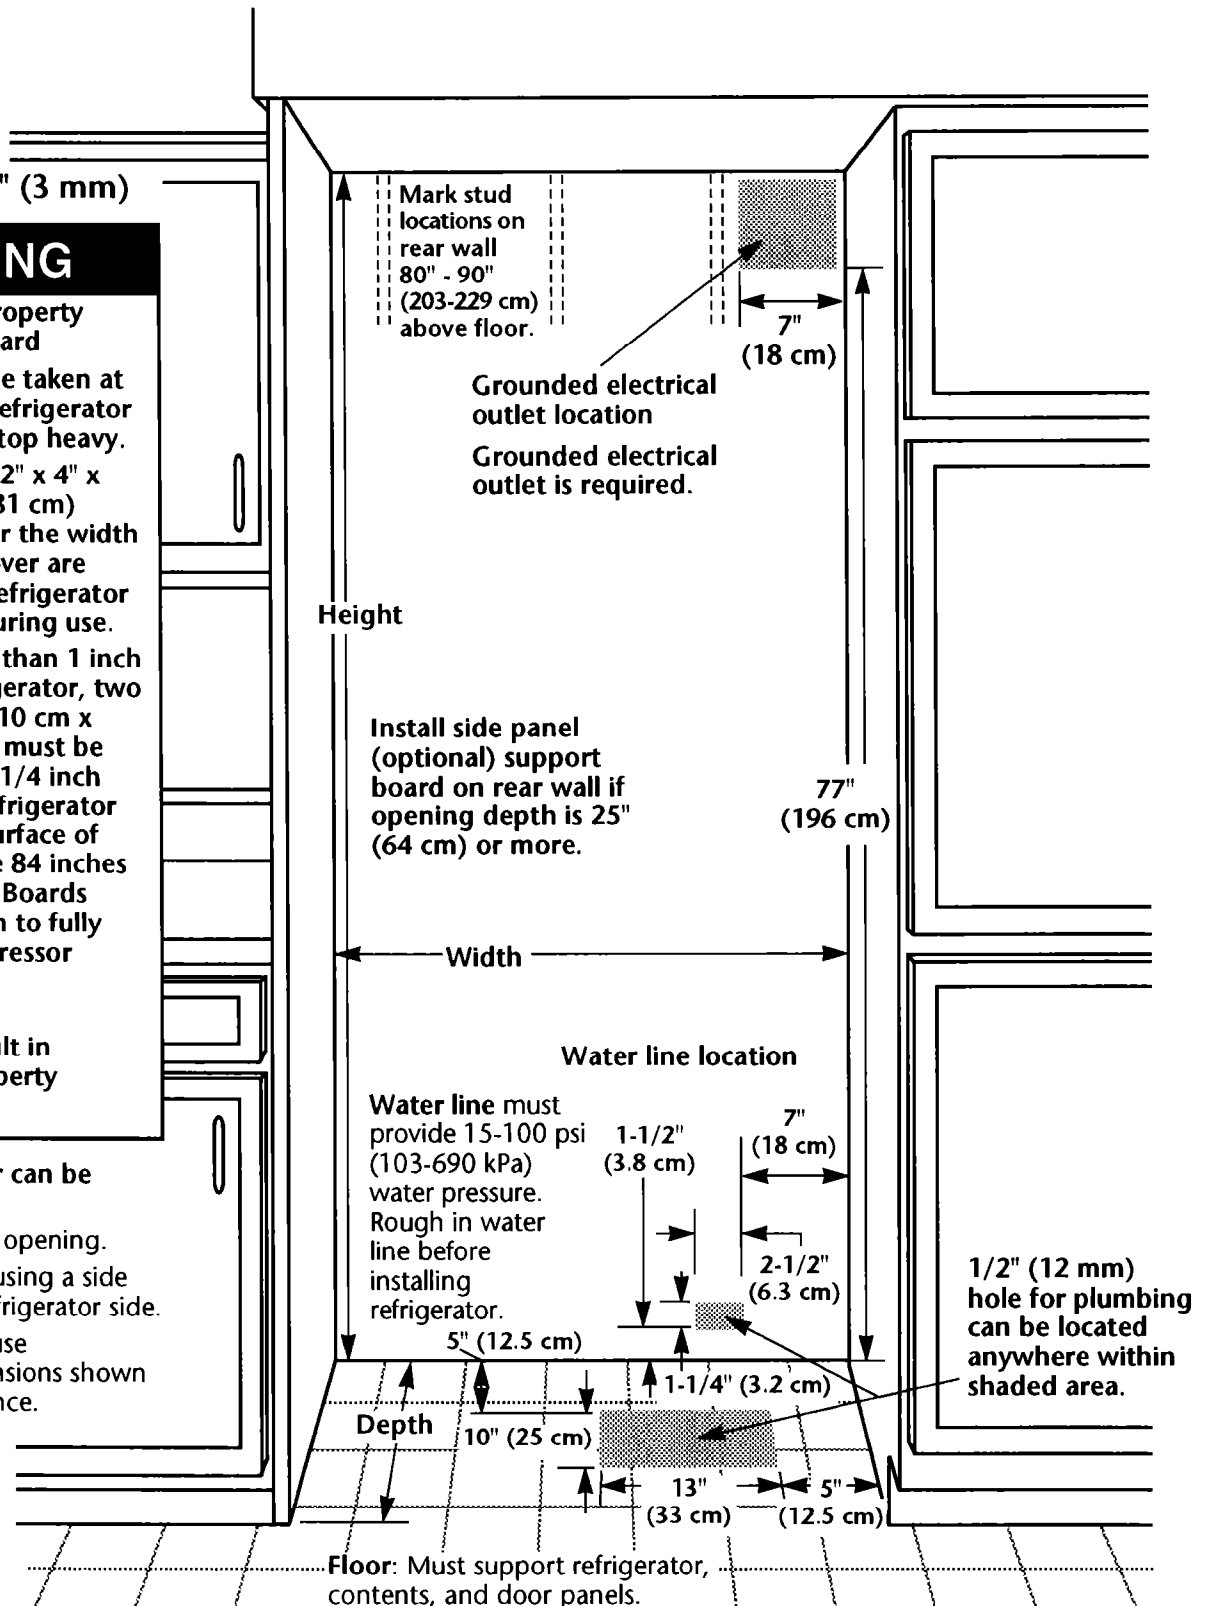 " (3 mm)
NG
roperty
ard
e taken at
efrigerator
top heavy.
2" x 4" x
31 cm)
r the width
ver are
efrigerator
uring use.
than 1 inch
gerator, two
10 cm x
must be
1/4 inch
frigerator
urface of
e 84 inches
Boards
n to fully
ressor
lt in
perty
r can be
opening.
using a side
frigerator side.
use
nsions shown
nce.
Mark stud
locations on
rear wall
80" - 90"
(203-229 cm)
above floor.
7"
(18 cm)
Grounded electrical
outlet location
Grounded electrical
outlet is required.
Height
Install side panel
(optional) support
board on rear wall if
opening depth is 25"
(64 cm) or more.
77"
(196 cm)
Width
Water line location
Water line must
provide 15-100 psi
(103-690 kPa)
water pressure.
Rough in water
line before
installing
refrigerator.
1-1/2"
(3.8 cm)
7"
(18 cm)
2-1/2"
(6.3 cm)
5" (12.5 cm)
1-1/4" (3.2 cm)
1/2" (12 mm)
hole for plumbing
can be located
anywhere within
shaded area.
Depth
10" (25 cm)
13"
(33 cm)
5"
(12.5 cm)
Floor: Must support refrigerator,
contents, and door panels.